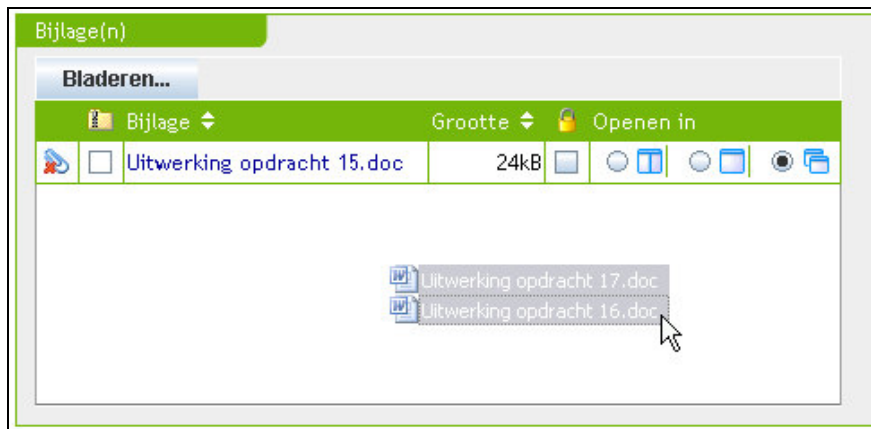 Bijlage(n)
Bladeren...
Bijlage Grootte Openen in
Uitwerking opdracht 15.doc 24kB
Uitwerking opdracht 17.doc
Uitwerking opdracht 16.doc